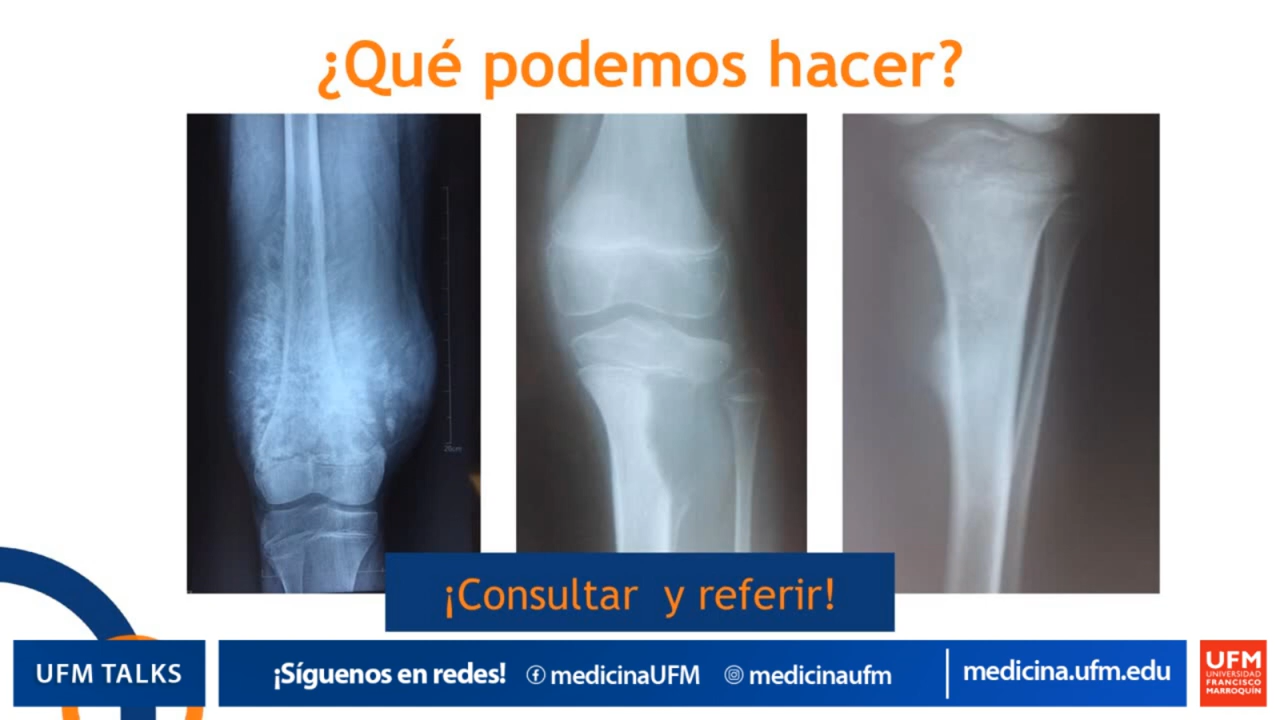 ¿Qué podemos hacer?
20cm
¡Consultar y referir!
UFM TALKS
¡Síguenos en redes!
medicinaUFM
medicinaufm
medicina.ufm.edu
UFM
UNIVERSIDAD
FRANCISCO
MARROQUÍN